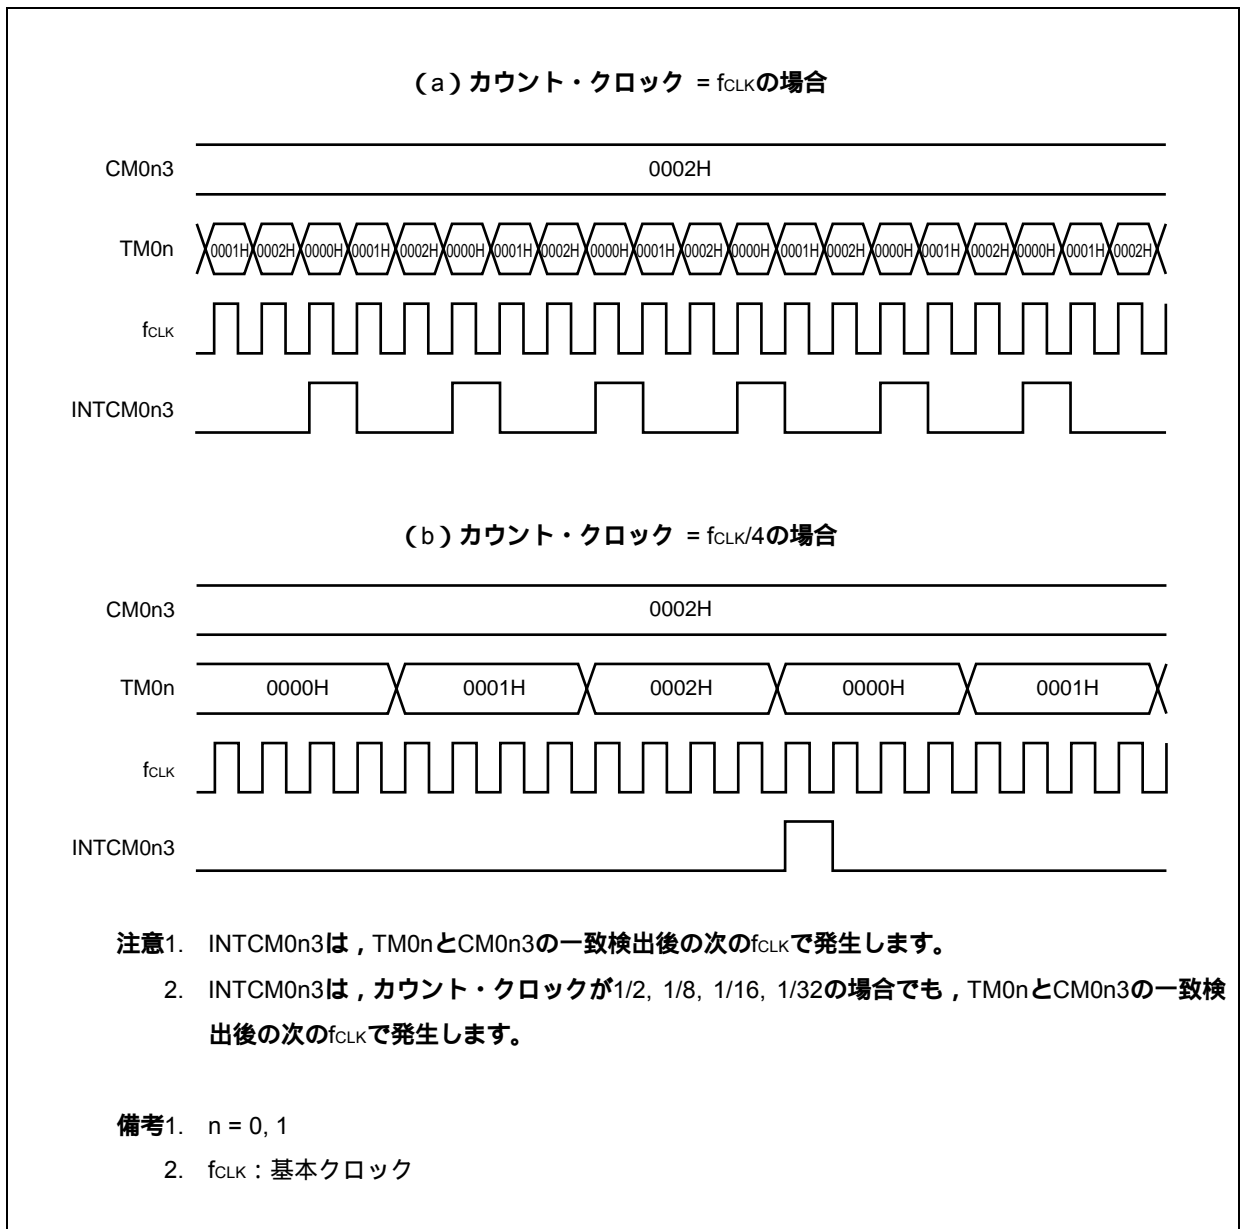 (a)カウント・クロック = fCLKの場合
CM0n3 0002H
TM0n 0001H 0002H 0000H 0001H 0002H 0000H 0001H 0002H 0000H 0001H 0002H 0000H 0001H 0002H 0000H 0001H 0002H 0000H 0001H 0002H
fCLK
INTCM0n3
(b)カウント・クロック = fCLK/4の場合
CM0n3 0002H
TM0n 0000H 0001H 0002H 0000H 0001H
fCLK
INTCM0n3
注意1. INTCM0n3は，TM0nとCM0n3の一致検出後の次のfCLKで発生します。
2. INTCM0n3は，カウント・クロックが1/2, 1/8, 1/16, 1/32の場合でも，TM0nとCM0n3の一致検
出後の次のfCLKで発生します。
備考1. n = 0, 1
2. fCLK：基本クロック